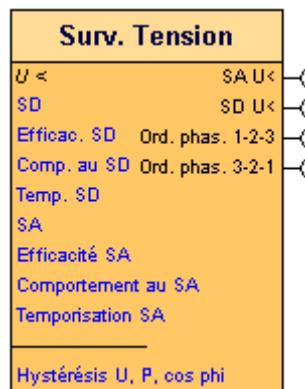 Surv. Tension
U < SA U<
SD SD U<
Efficac. SD Ord. phas. 1-2-3
Comp. au SD Ord. phas. 3-2-1
Temp. SD
SA
Efficacité SA
Comportement au SA
Temporisation SA
Hystérésis U, P, cos phi